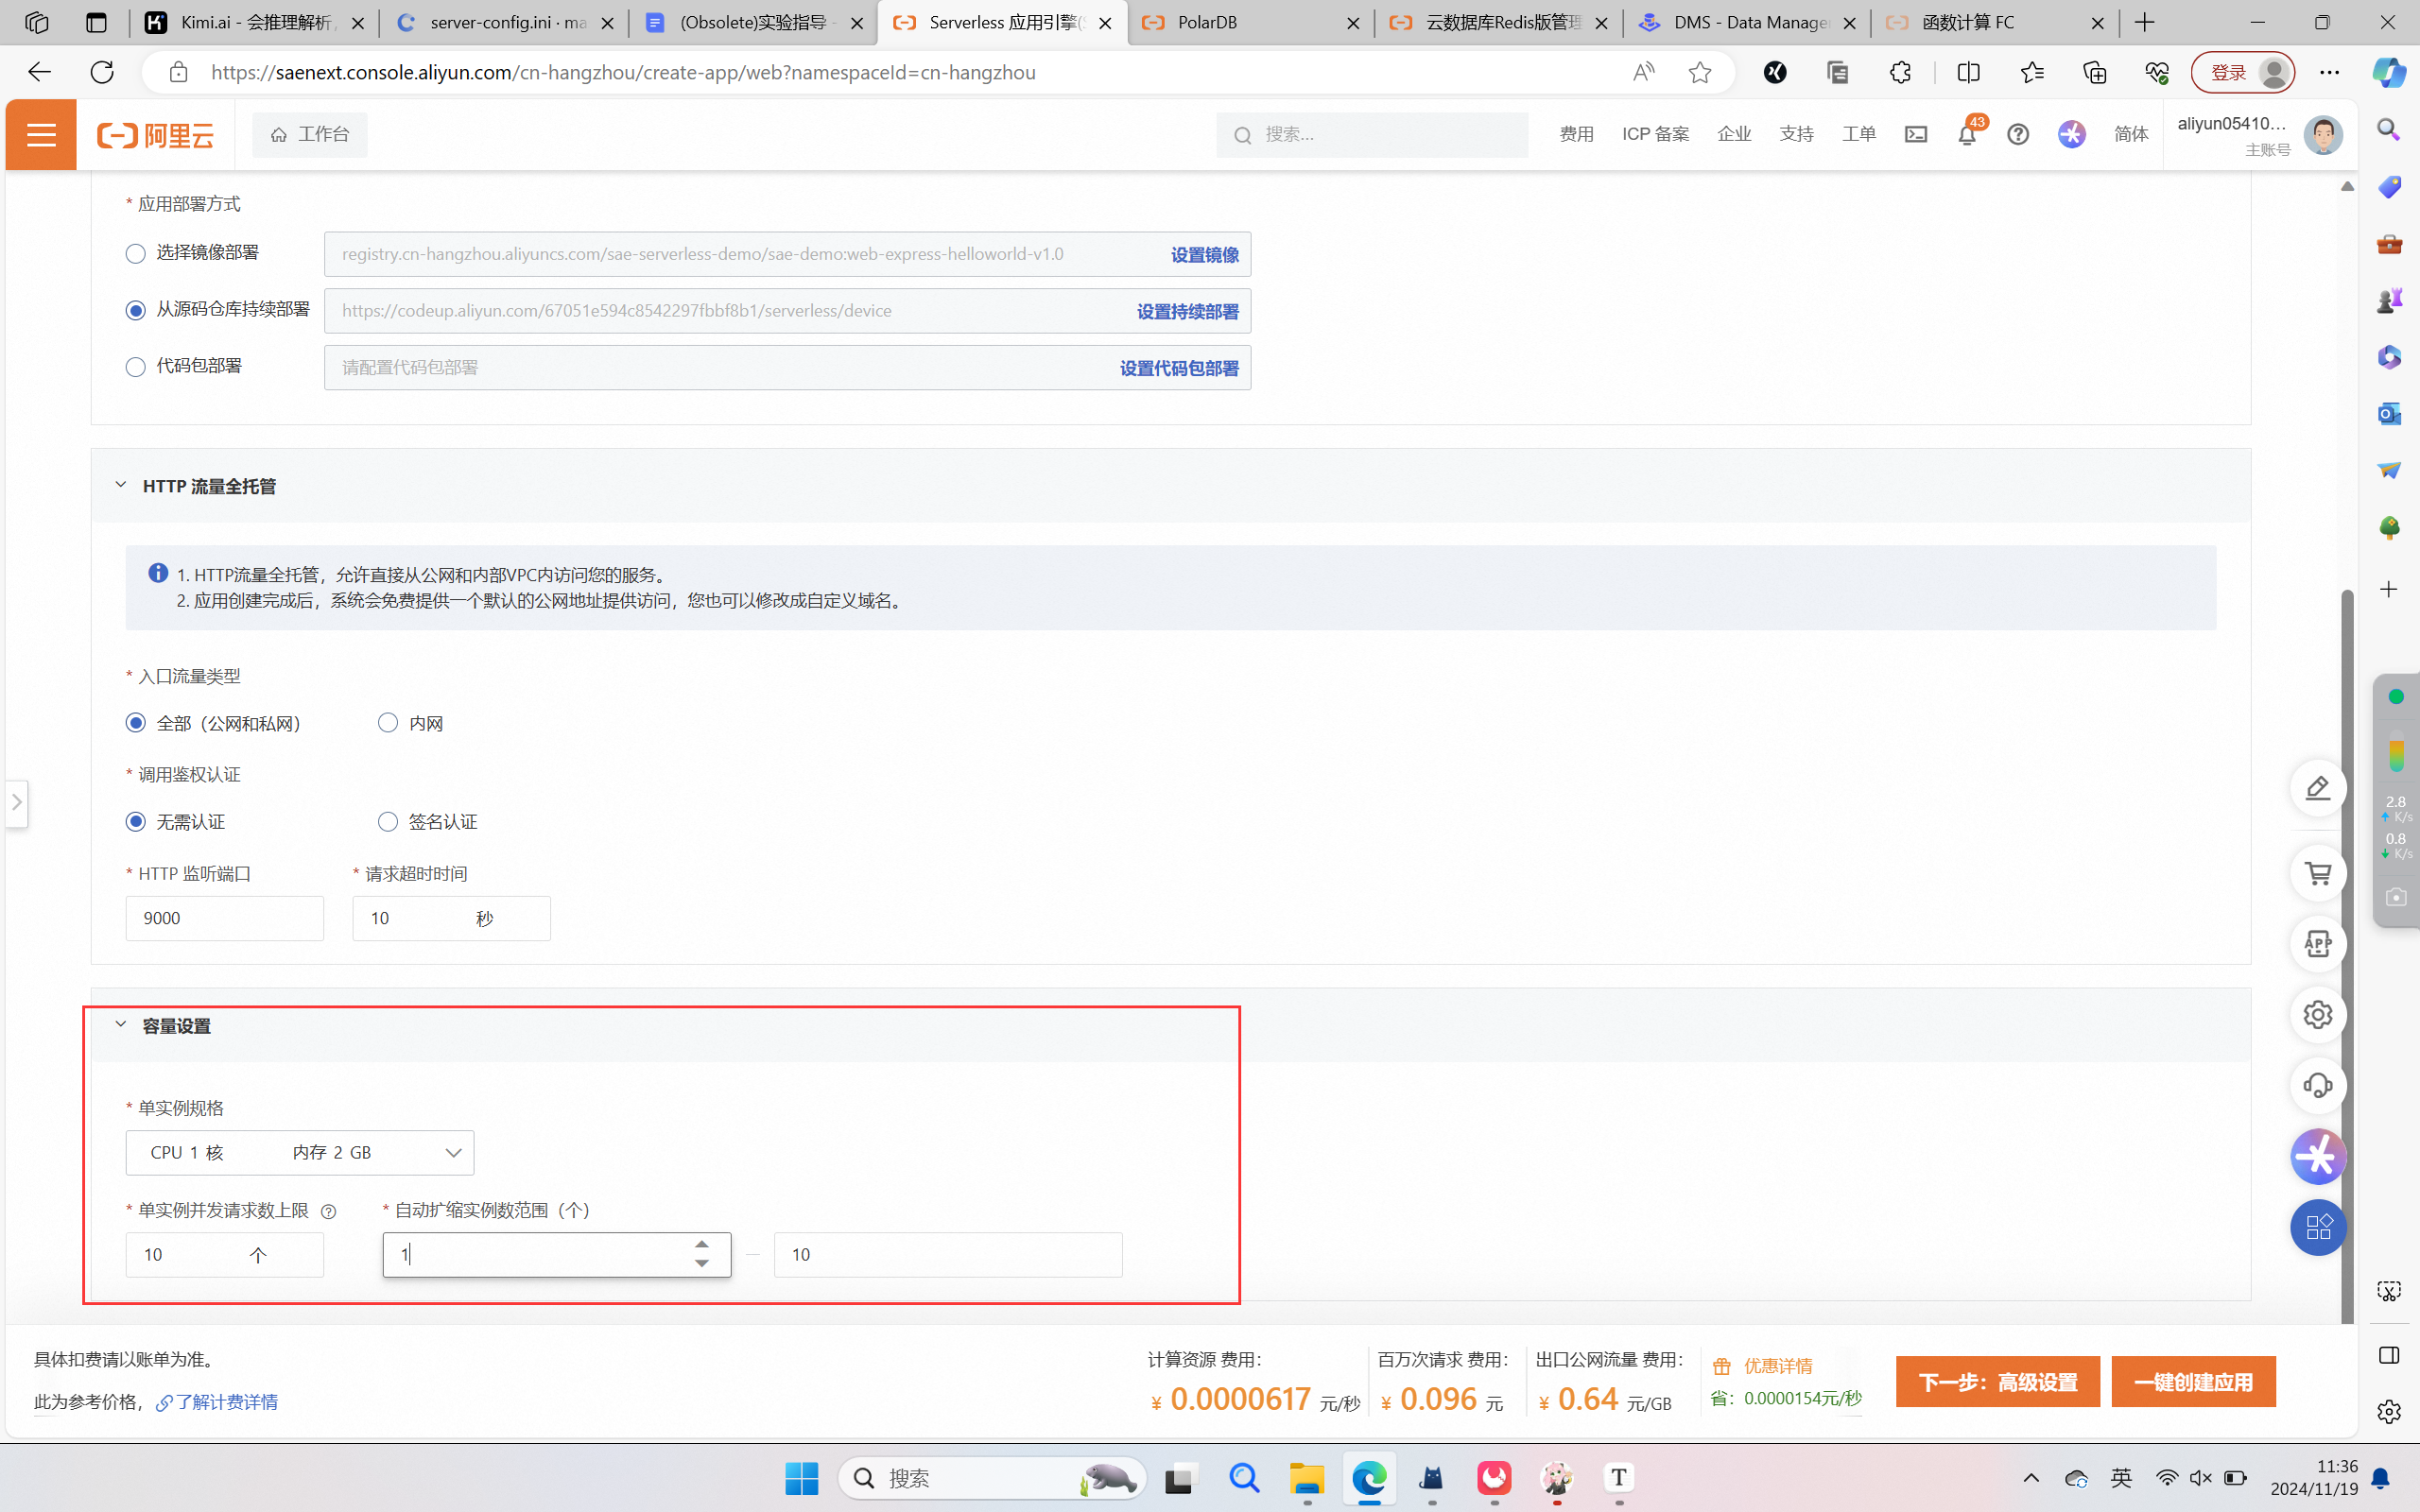 Kimi.ai - 会推理解析,
server-config.ini · ma
(Obsolete)实验指导 -
Serverless 应用引擎(S
PolarDB
云数据库Redis版管理
DMS - Data Manage
函数计算 FC
https://saenext.console.aliyun.com/cn-hangzhou/create-app/web?namespaceId=cn-hangzhou
登录
阿里云
工作台
搜索...
费用
ICP 备案
企业
支持
工单
43
简体
aliyun05410...
主账号
* 应用部署方式
选择镜像部署
registry.cn-hangzhou.aliyuncs.com/sae-serverless-demo/sae-demo:web-express-helloworld-v1.0
设置镜像
从源码仓库持续部署
https://codeup.aliyun.com/67051e594c8542297fbbf8b1/serverless/device
设置持续部署
代码包部署
请配置代码包部署
设置代码包部署
HTTP 流量全托管
1. HTTP流量全托管，允许直接从公网和内部VPC内访问您的服务。
2. 应用创建完成后，系统会免费提供一个默认的公网地址提供访问，您也可以修改成自定义域名。
* 入口流量类型
全部（公网和私网）
内网
* 调用鉴权认证
无需认证
签名认证
* HTTP 监听端口
* 请求超时时间
9000
10 秒
2.8
K/s
0.8
K/s
APP
容量设置
* 单实例规格
CPU 1 核 内存 2 GB
* 单实例并发请求数上限
* 自动扩缩实例数范围（个）
10 个
1
10
具体扣费请以账单为准。
此为参考价格，
了解计费详情
计算资源 费用：
¥ 0.0000617 元/秒
百万次请求 费用：
¥ 0.096 元
出口公网流量 费用：
¥ 0.64 元/GB
优惠详情
省： 0.0000154元/秒
下一步：高级设置
一键创建应用
搜索
T
英
11:36
2024/11/19